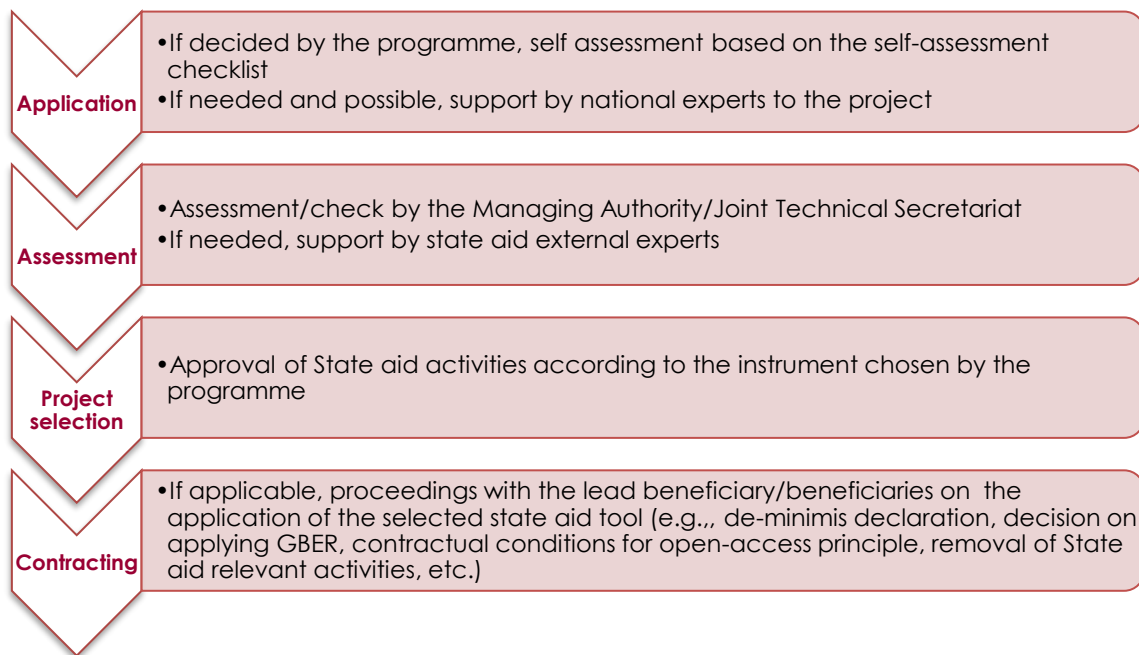 Application
•If decided by the programme, self assessment based on the self-assessment
checklist
•If needed and possible, support by national experts to the project
Assessment
•Assessment/check by the Managing Authority/Joint Technical Secretariat
•If needed, support by state aid external experts
Project
selection
•Approval of State aid activities according to the instrument chosen by the
programme
Contracting
•If applicable, proceedings with the lead beneficiary/beneficiaries on the
application of the selected state aid tool (e.g.,, de-minimis declaration, decision on
applying GBER, contractual conditions for open-access principle, removal of State
aid relevant activities, etc.)